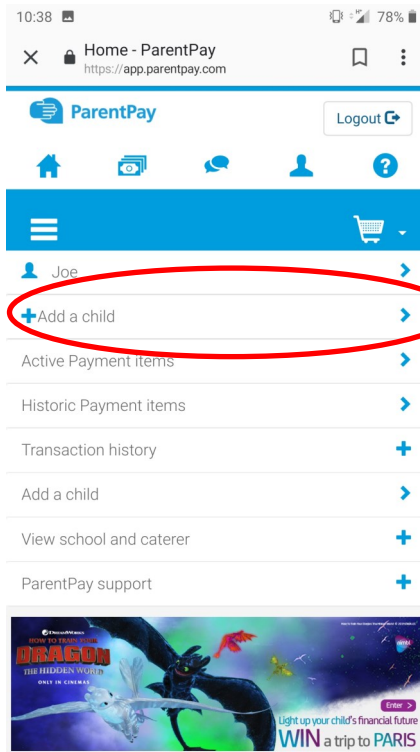 10:38
78%
Home - ParentPay
https://app.parentpay.com
ParentPay
Logout
Joe
Add a child
Active Payment items
Historic Payment items
Transaction history
Add a child
View school and caterer
ParentPay support
DREAMWORKS
HOW TO TRAIN YOUR
DRAGON
THE HIDDEN WORLD
ONLY IN CINEMAS
Enter >
Light up your child's financial future
WIN a trip to PARIS